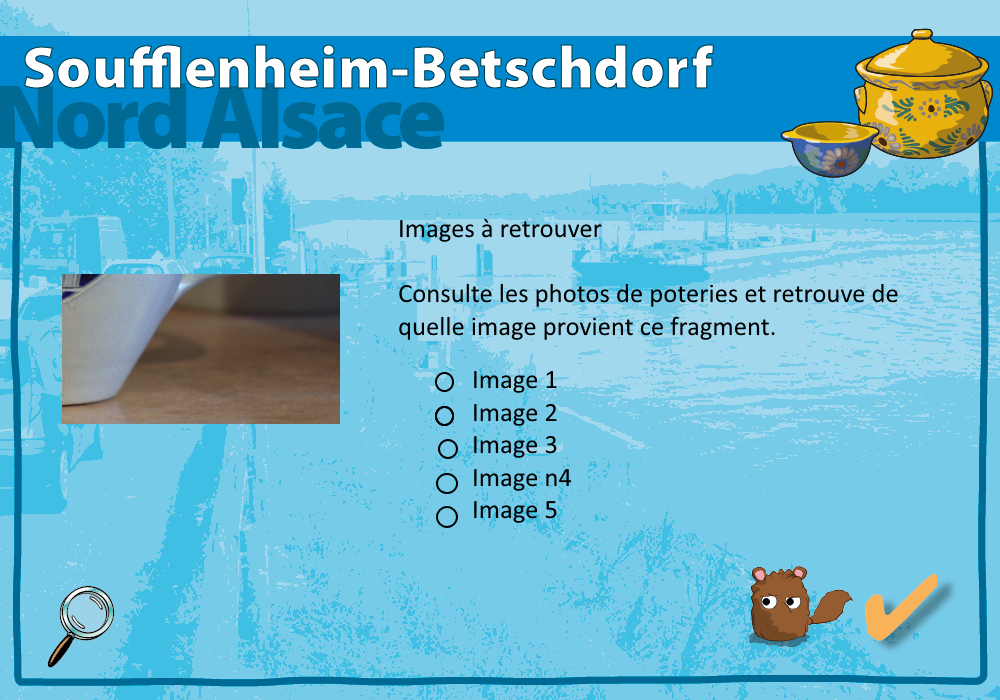 Soufflenheim-Betschdorf
Nord Alsace
Images à retrouver
Consulte les photos de poteries et retrouve de
quelle image provient ce fragment.
Image 1
Image 2
Image 3
Image n4
Image 5